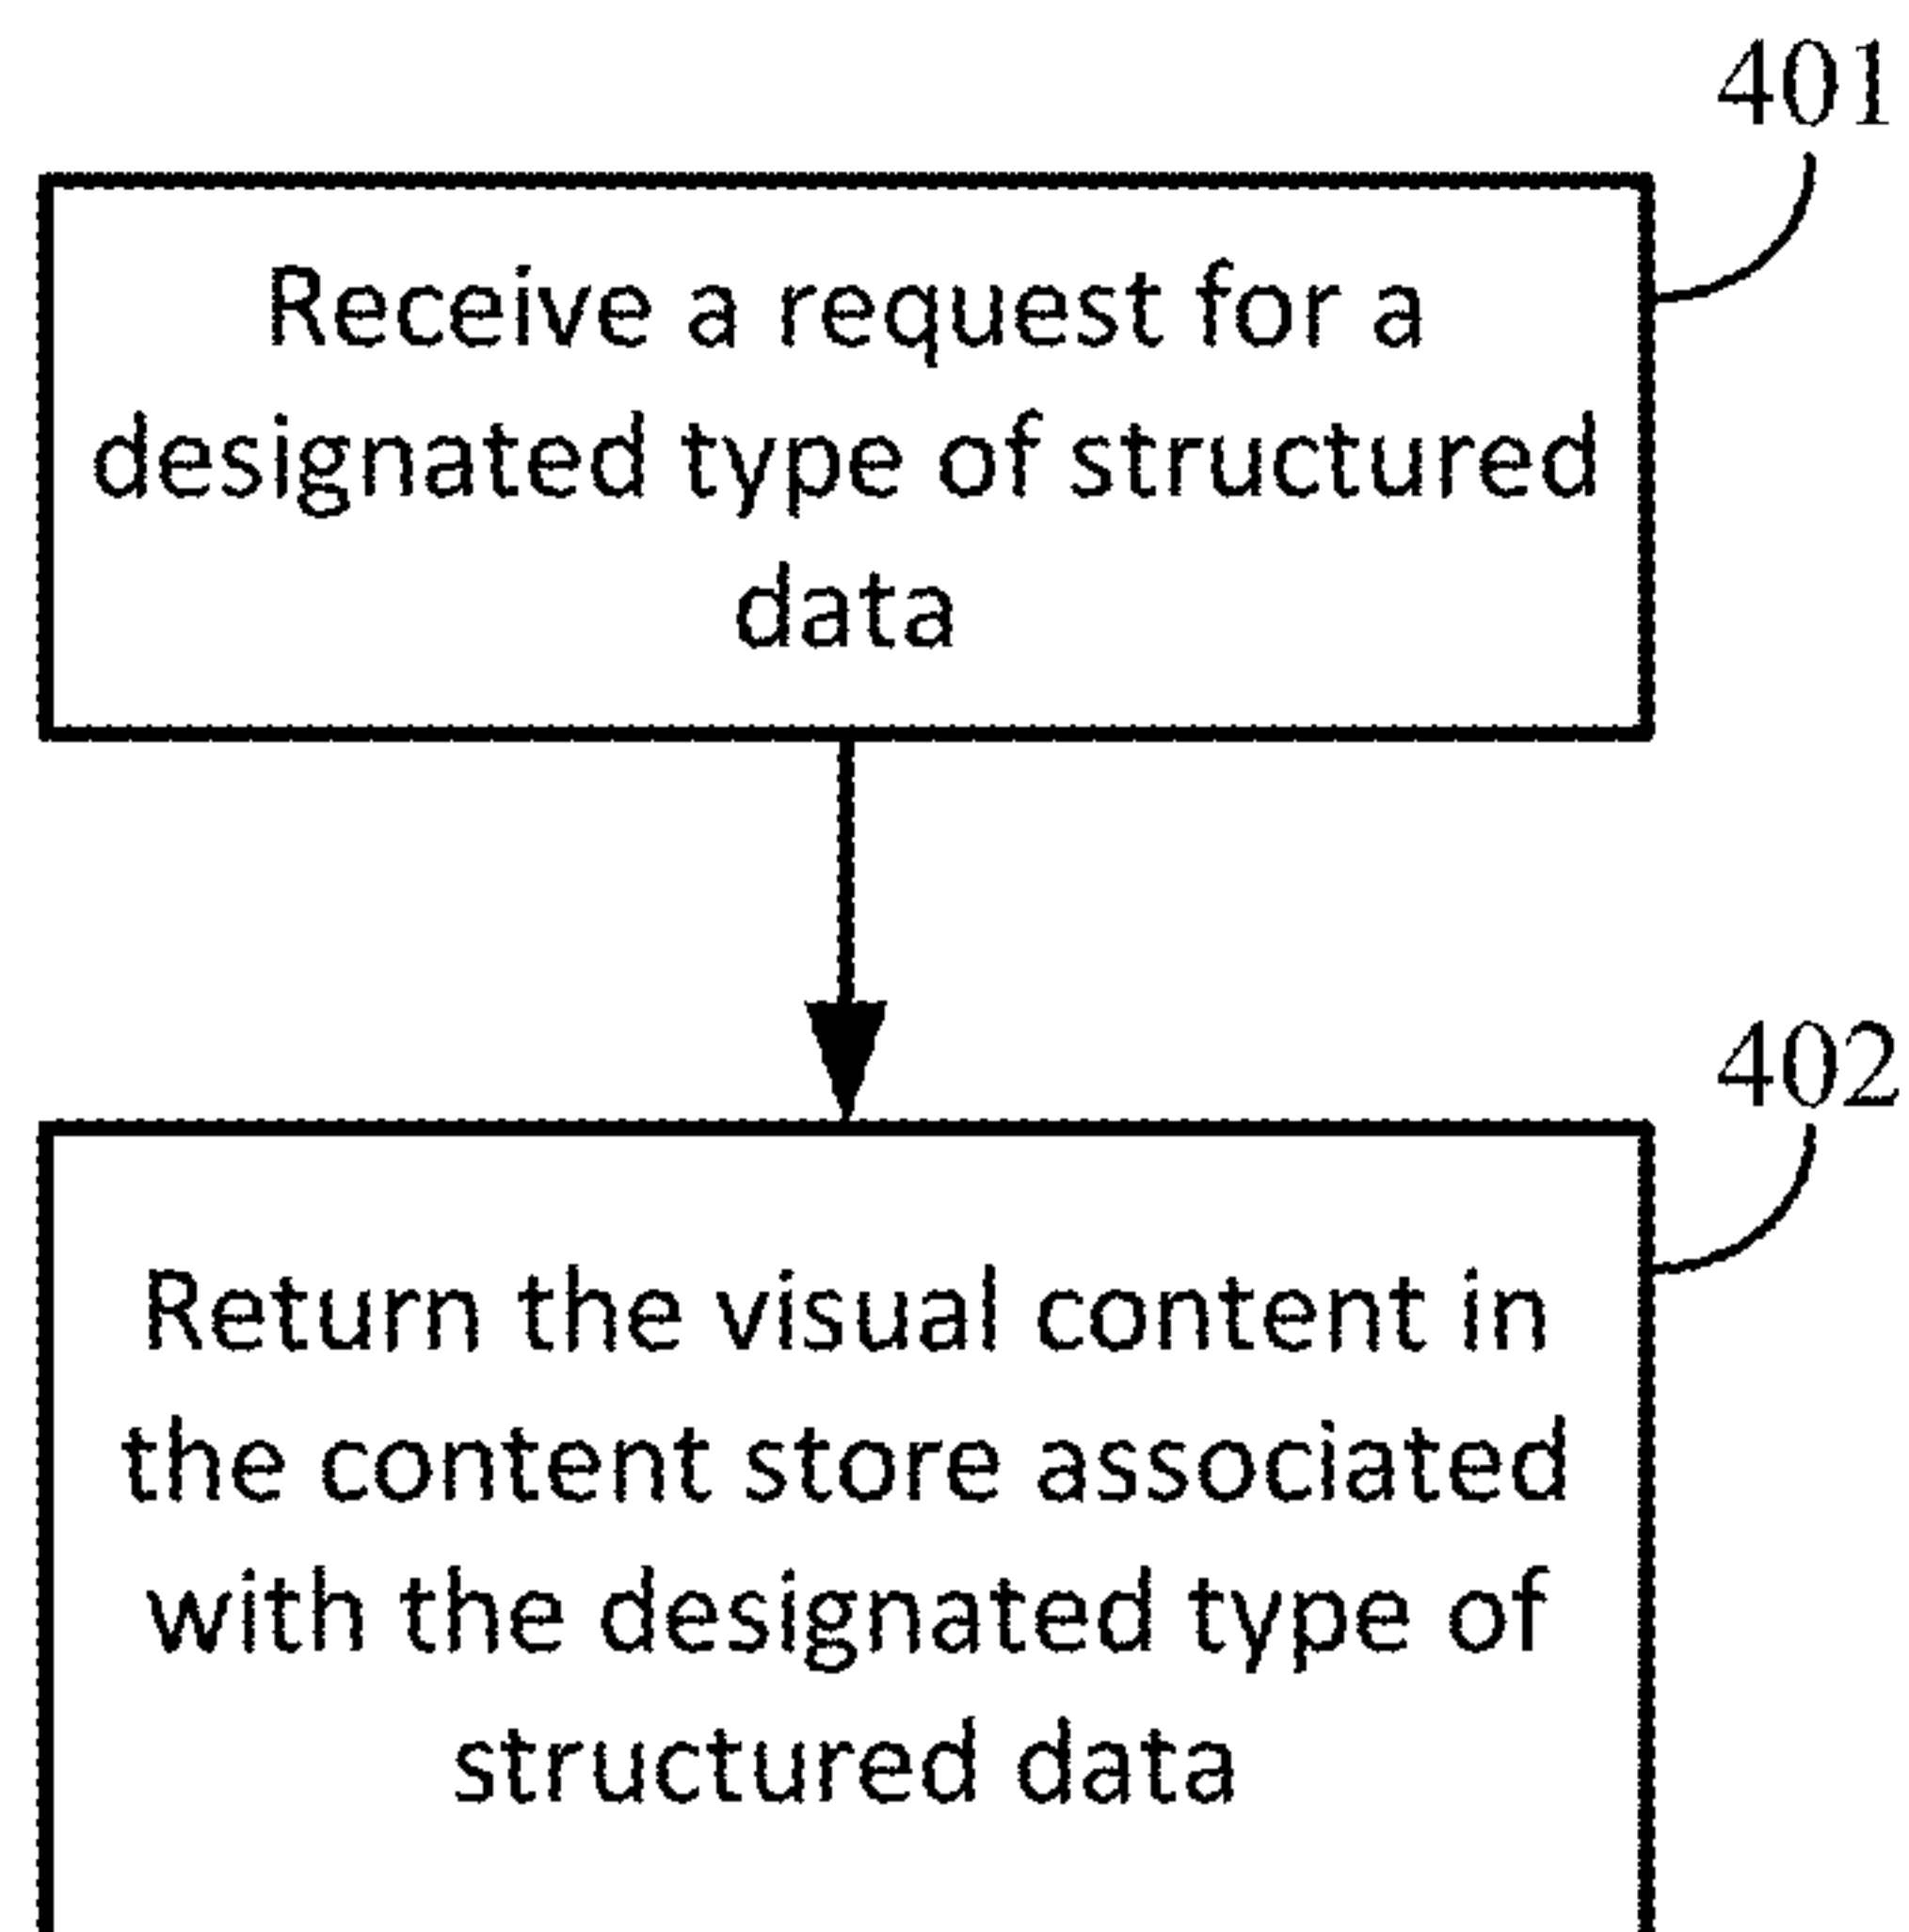 401
Receive a request for a
designated type of structured
data
402
Return the visual content in
the content store associated
with the designated type of
structured data